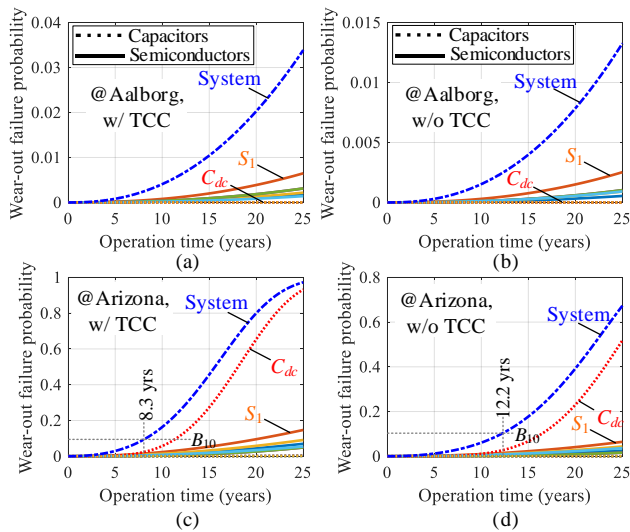 0.04
0.03
0.02
0.01
0
Wear-out failure probability
Capacitors
Semiconductors
System
@Aalborg,
w/ TCC
S1
Cdc
0 5 10 15 20 25
Operation time (years)
(a)
0.015
0.01
0.005
0
Wear-out failure probability
Capacitors
Semiconductors
System
@Aalborg,
w/o TCC
S1
Cdc
0 5 10 15 20 25
Operation time (years)
(b)
1
0.8
0.6
0.4
0.2
0
Wear-out failure probability
@Arizona,
w/ TCC
System
Cdc
8.3 yrs
S1
B10
0 5 10 15 20 25
Operation time (years)
(c)
0.8
0.6
0.4
0.2
0
Wear-out failure probability
@Arizona,
w/o TCC
System
12.2 yrs
Cdc
B10
S1
0 5 10 15 20 25
Operation time (years)
(d)